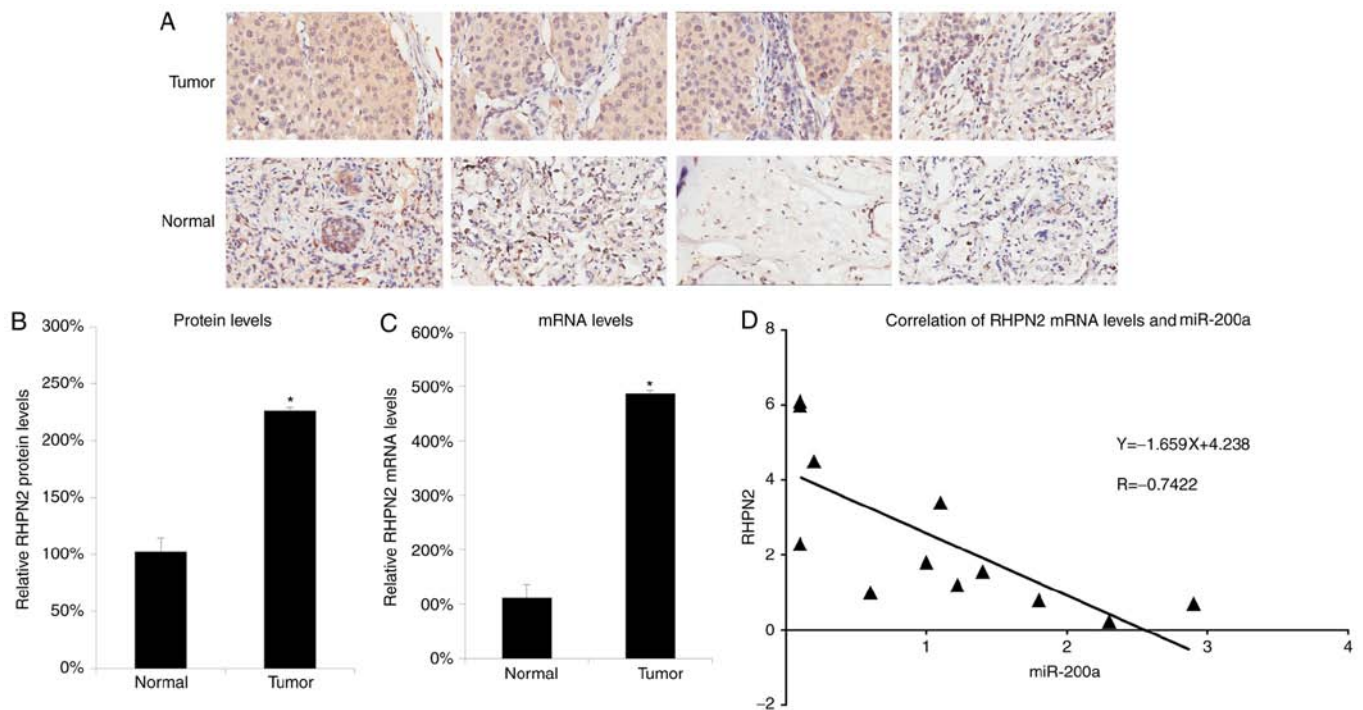 A
Tumor
Normal
B
Protein levels
Relative RHPN2 protein levels
300%
250%
200%
150%
100%
50%
0%
Normal
Tumor
*
C
mRNA levels
Relative RHPN2 mRNA levels
600%
500%
400%
300%
200%
00%
0%
Normal
Tumor
*
D
Correlation of RHPN2 mRNA levels and miR-200a
RHPN2
8
6
4
2
0
−2
1
2
3
4
miR-200a
Y=−1.659X+4.238
R=−0.7422